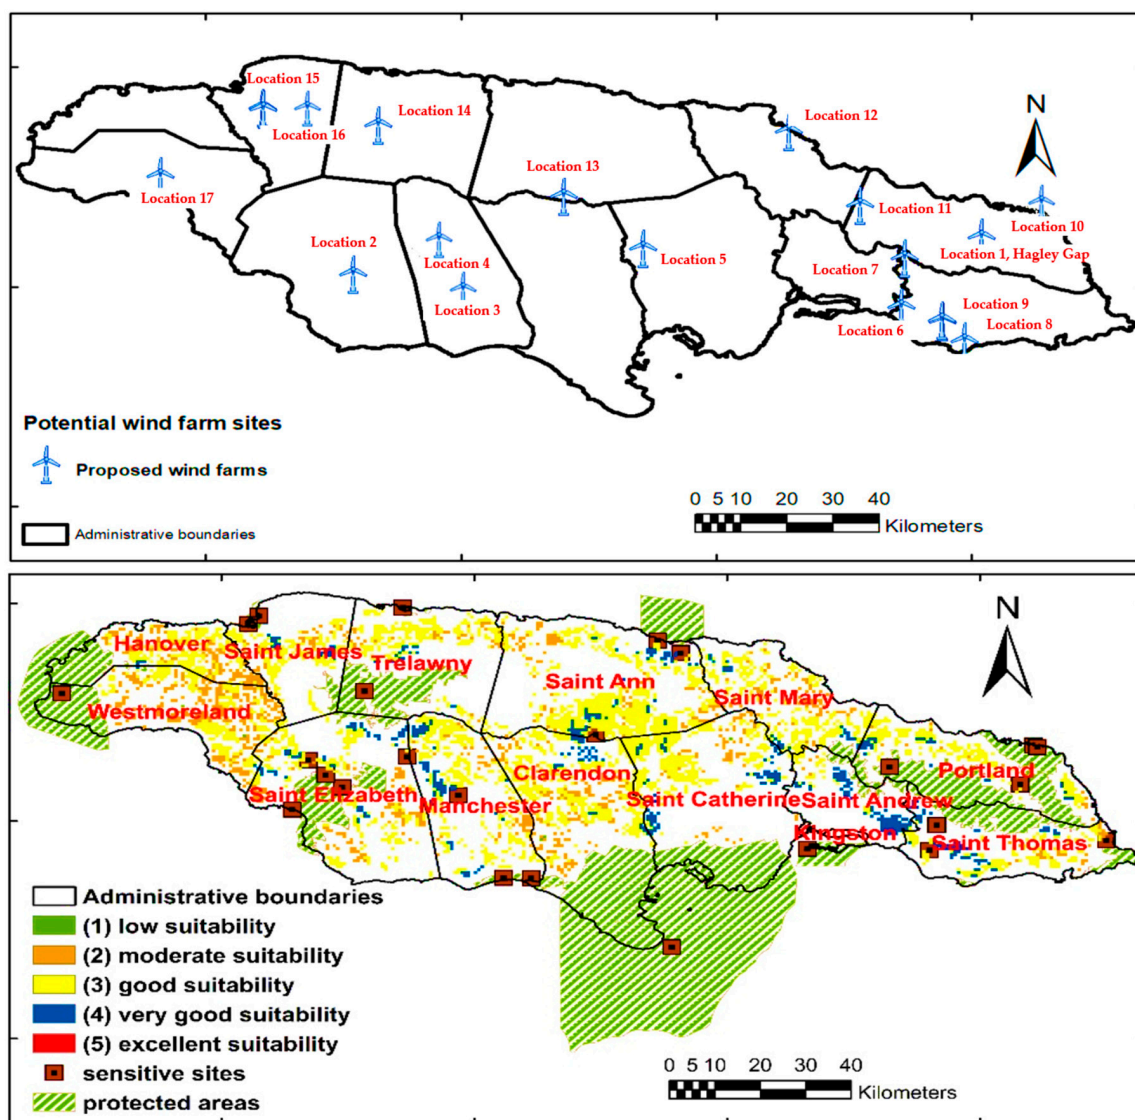 Location 15
Location 14
Location 12
N
Location 16
Location 13
Location 17
Location 11
Location 10
Location 2
Location 4
Location 5
Location 7
Location 1, Hagley Gap
Location 3
Location 6
Location 9
Location 8
Potential wind farm sites
Proposed wind farms
Administrative boundaries
0 5 10 20 30 40
Kilometers
N
Hanover
Saint James
Trelawny
Saint Ann
Saint Mary
Westmoreland
Portland
Clarendon
Saint Elizabeth
Manchester
Saint Catherine
Saint Andrew
Kingston
Saint Thomas
Administrative boundaries
(1) low suitability
(2) moderate suitability
(3) good suitability
(4) very good suitability
(5) excellent suitability
sensitive sites
protected areas
0 5 10 20 30 40
Kilometers